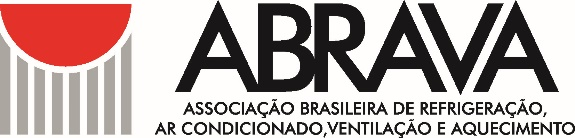 ABRAVA
ASSOCIAÇÃO BRASILEIRA DE REFRIGERAÇÃO,
AR CONDICIONADO,VENTILAÇÃO E AQUECIMENTO